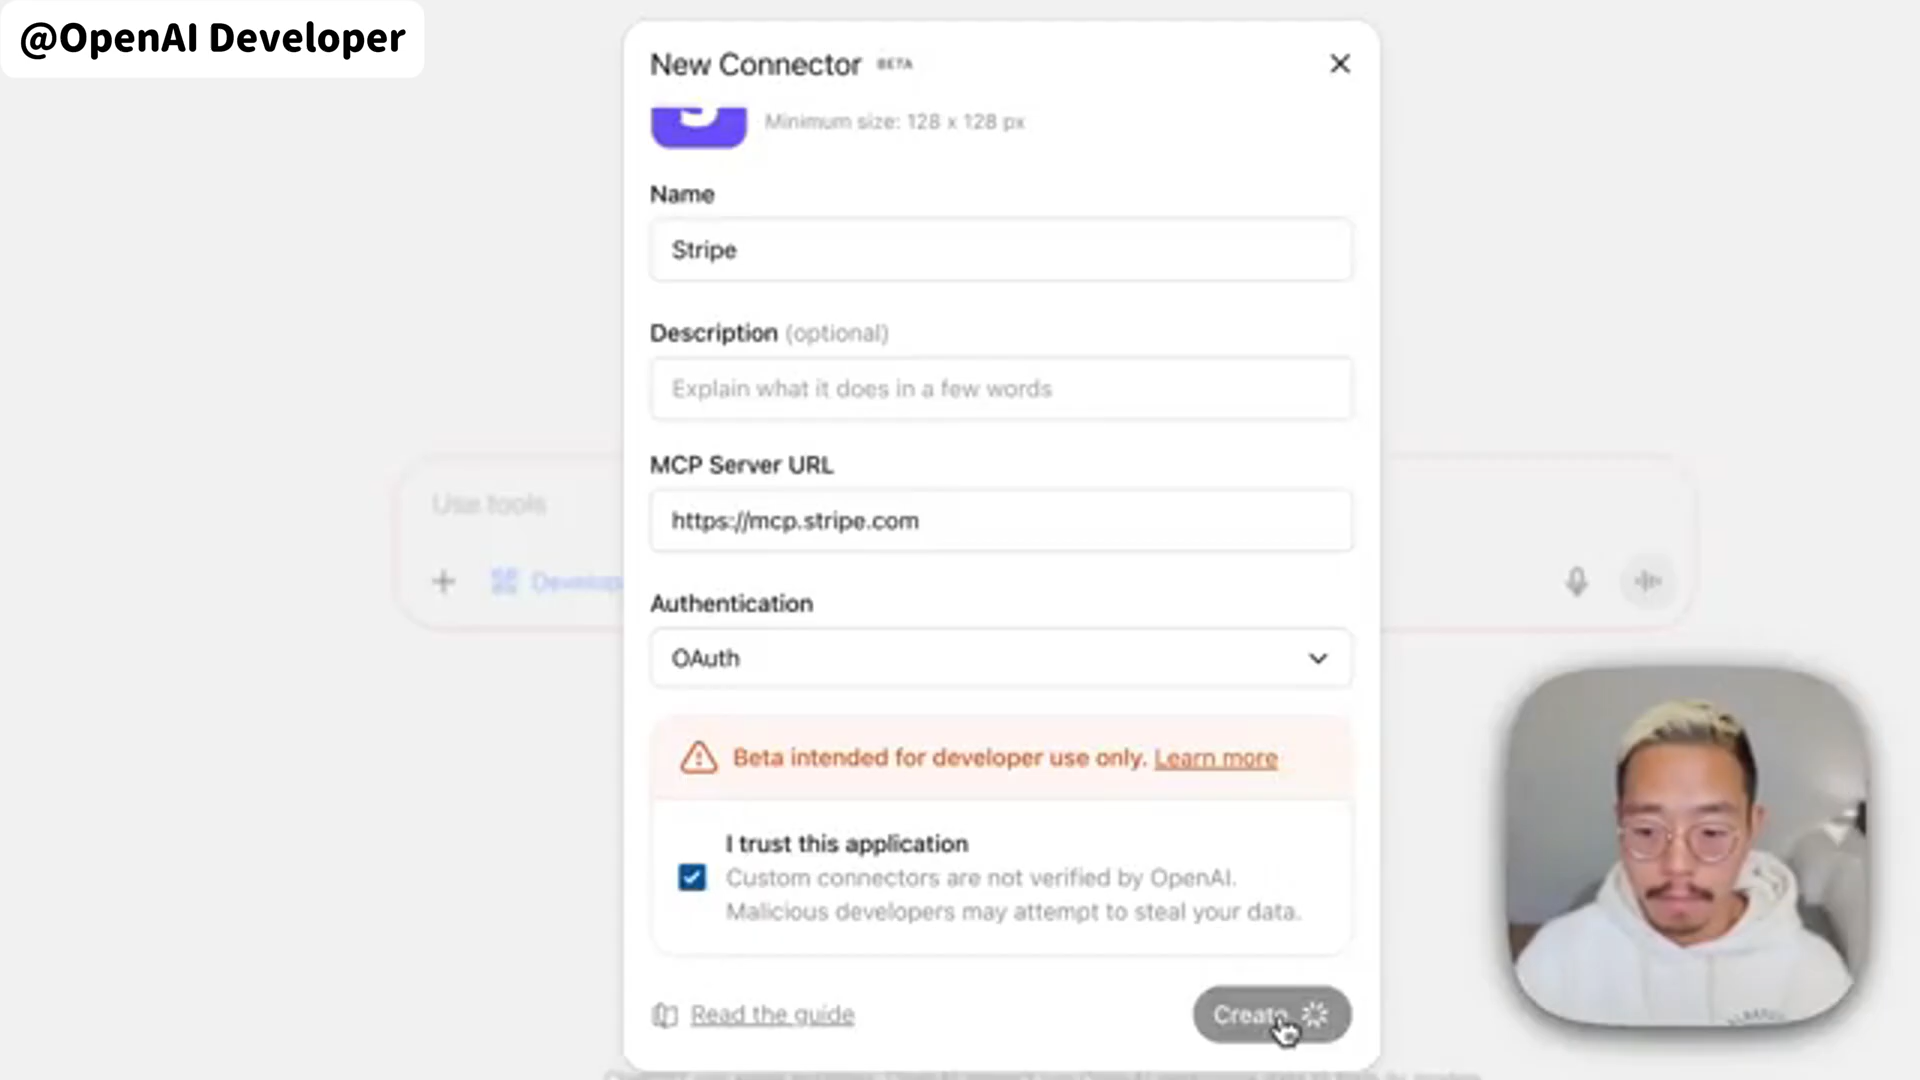 @OpenAI Developer
New Connector BETA
Minimum size: 128 x 128 px
Name
Stripe
Description (optional)
Explain what it does in a few words
MCP Server URL
https://mcp.stripe.com
Use tools
Authentication
OAuth
Beta intended for developer use only. Learn more
I trust this application
Custom connectors are not verified by OpenAI.
Malicious developers may attempt to steal your data.
Read the guide
Create